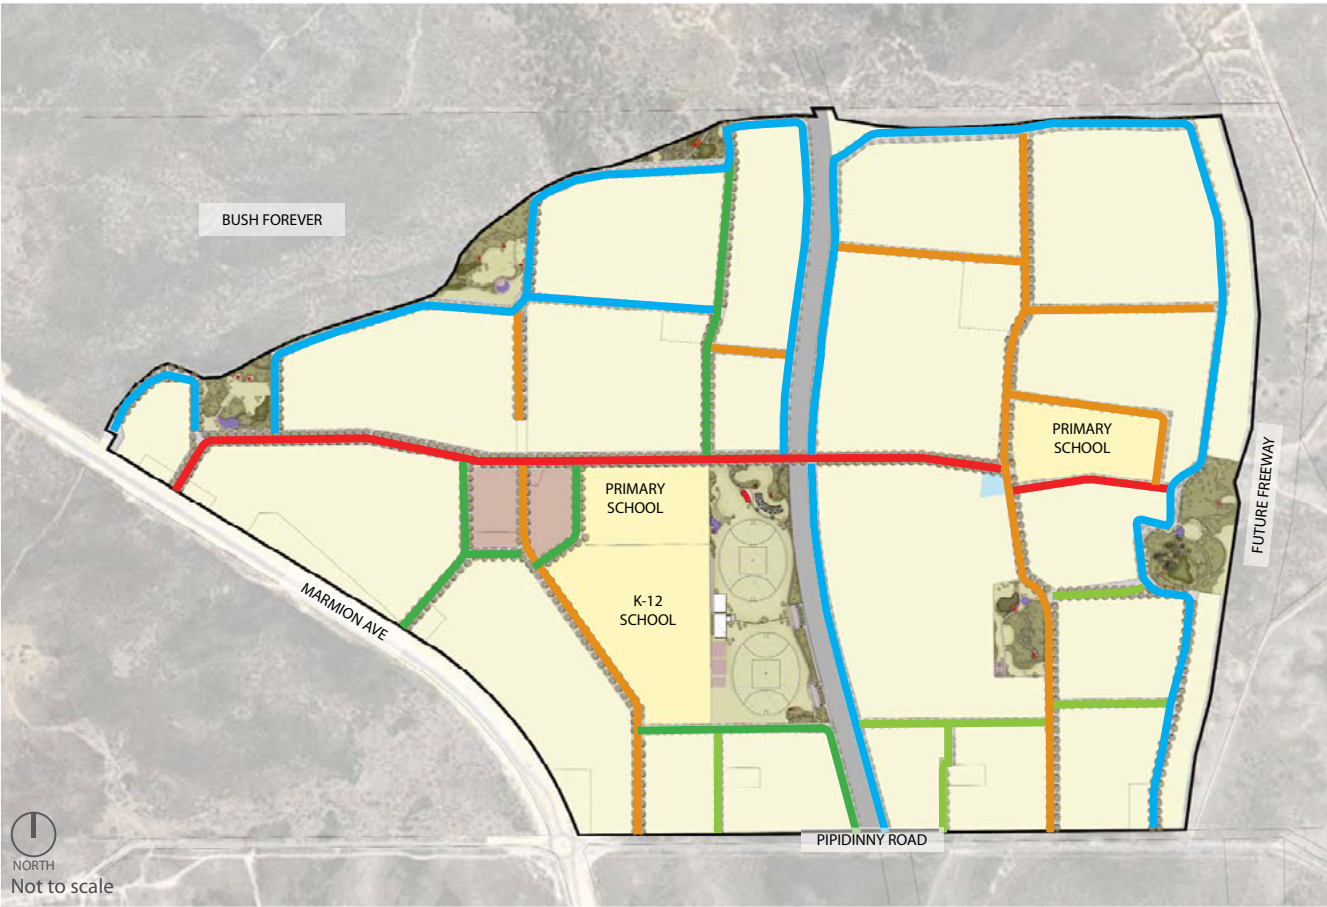 BUSH FOREVER
PRIMARY
SCHOOL
PRIMARY
SCHOOL
K-12
SCHOOL
MARMION AVE
FUTURE FREEWAY
PIPIDINNY ROAD
NORTH
Not to scale